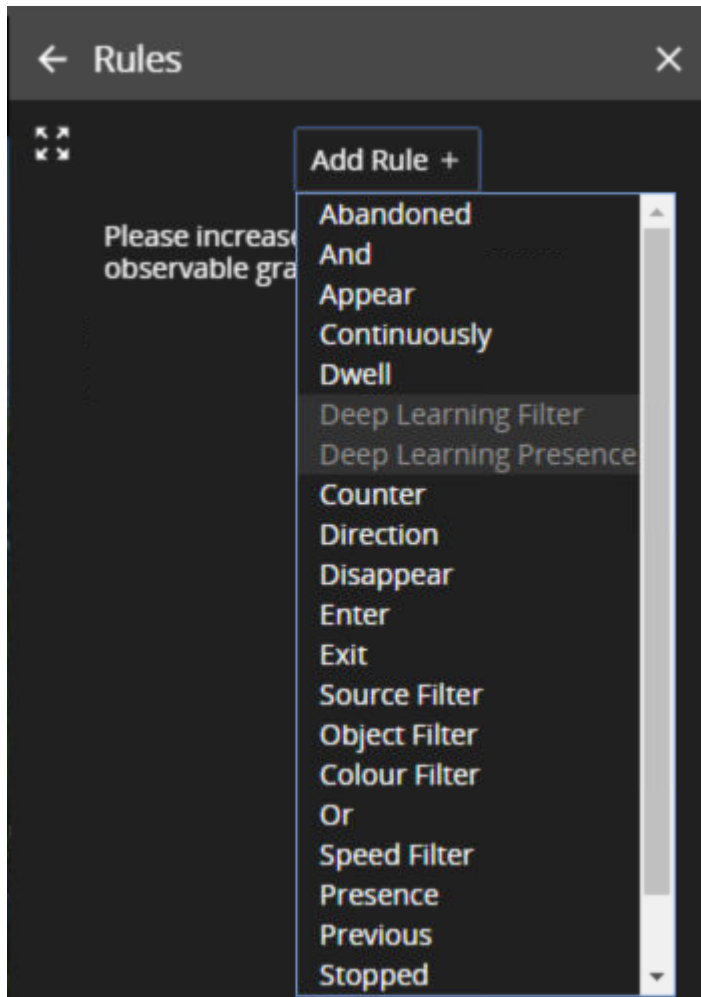 Rules
Add Rule +
Please increase
observable gra
Abandoned
And
Appear
Continuously
Dwell
Deep Learning Filter
Deep Learning Presence
Counter
Direction
Disappear
Enter
Exit
Source Filter
Object Filter
Colour Filter
Or
Speed Filter
Presence
Previous
Stopped